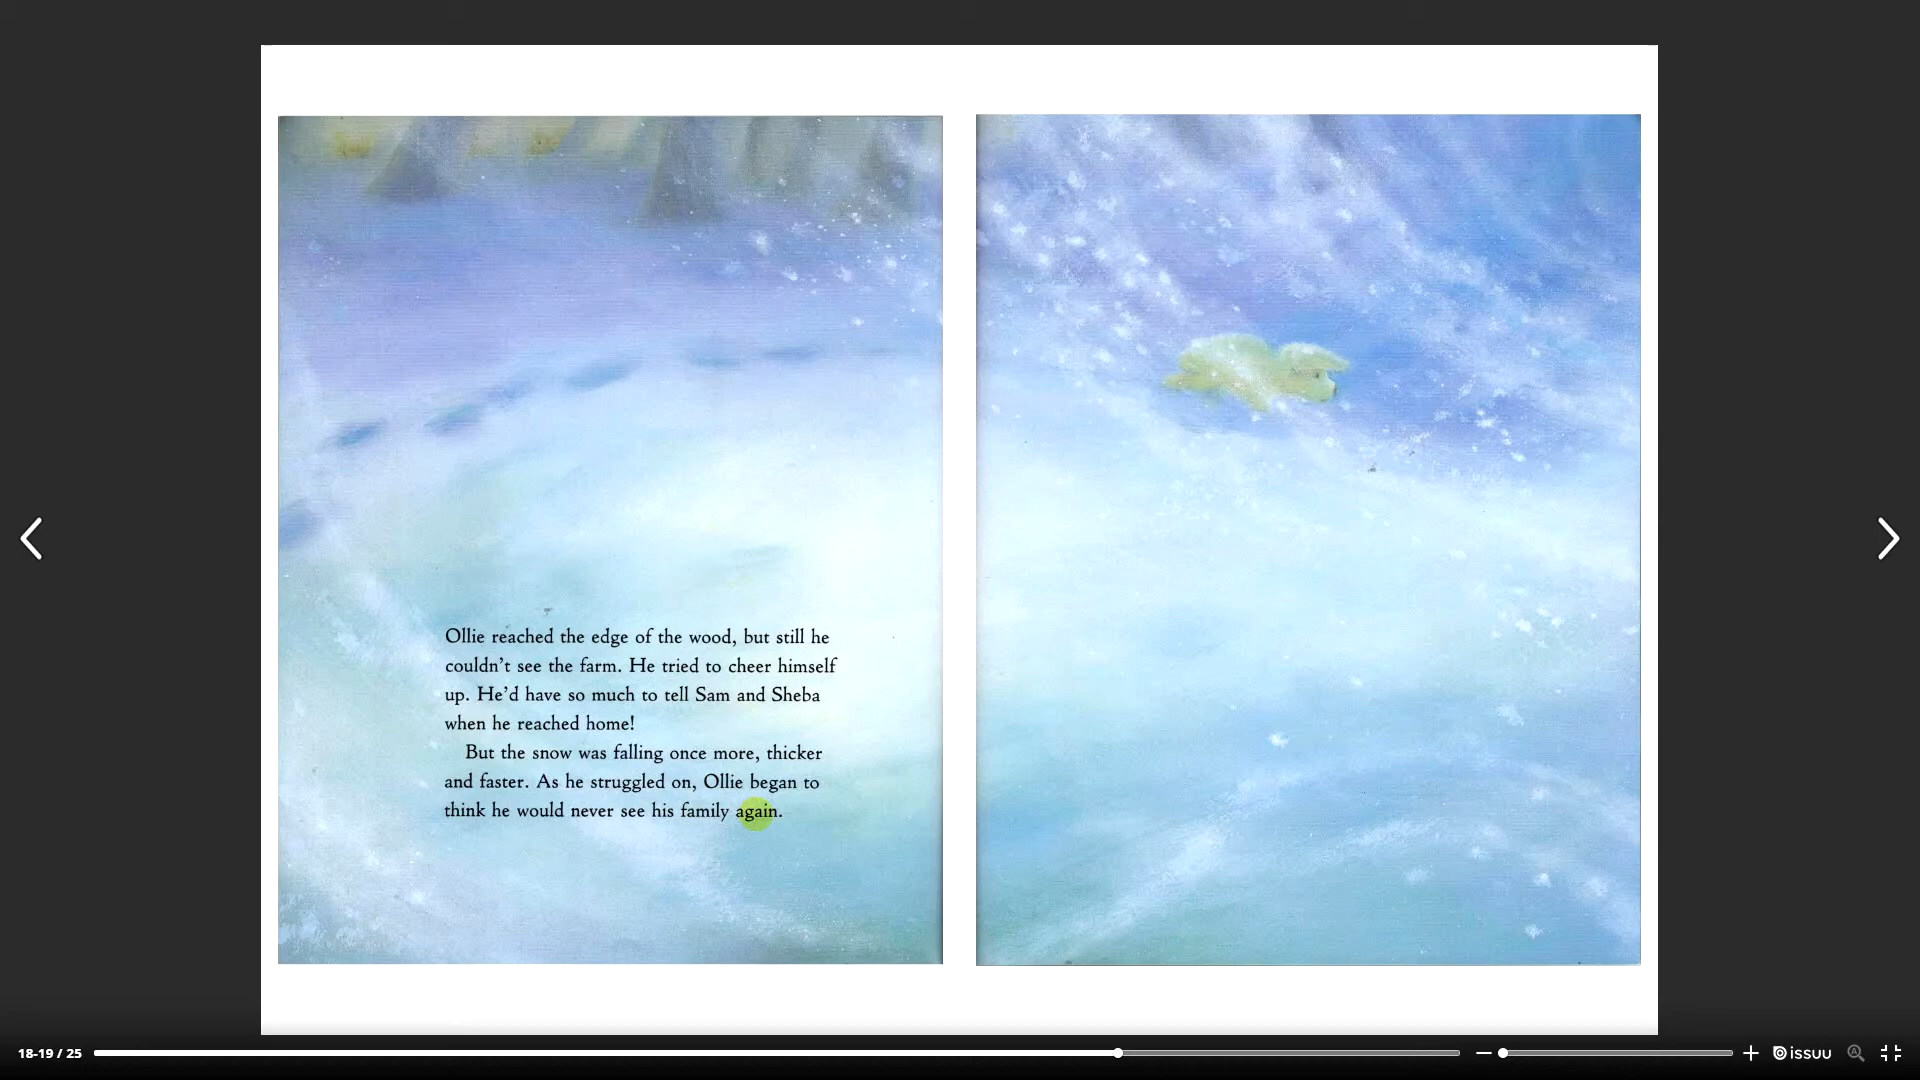 Ollie reached the edge of the wood, but still he
couldn't see the farm. He tried to cheer himself
up. He'd have so much to tell Sam and Sheba
when he reached home!
But the snow was falling once more, thicker
and faster. As he struggled on, Ollie began to
think he would never see his family again.
18-19 / 25
issuu